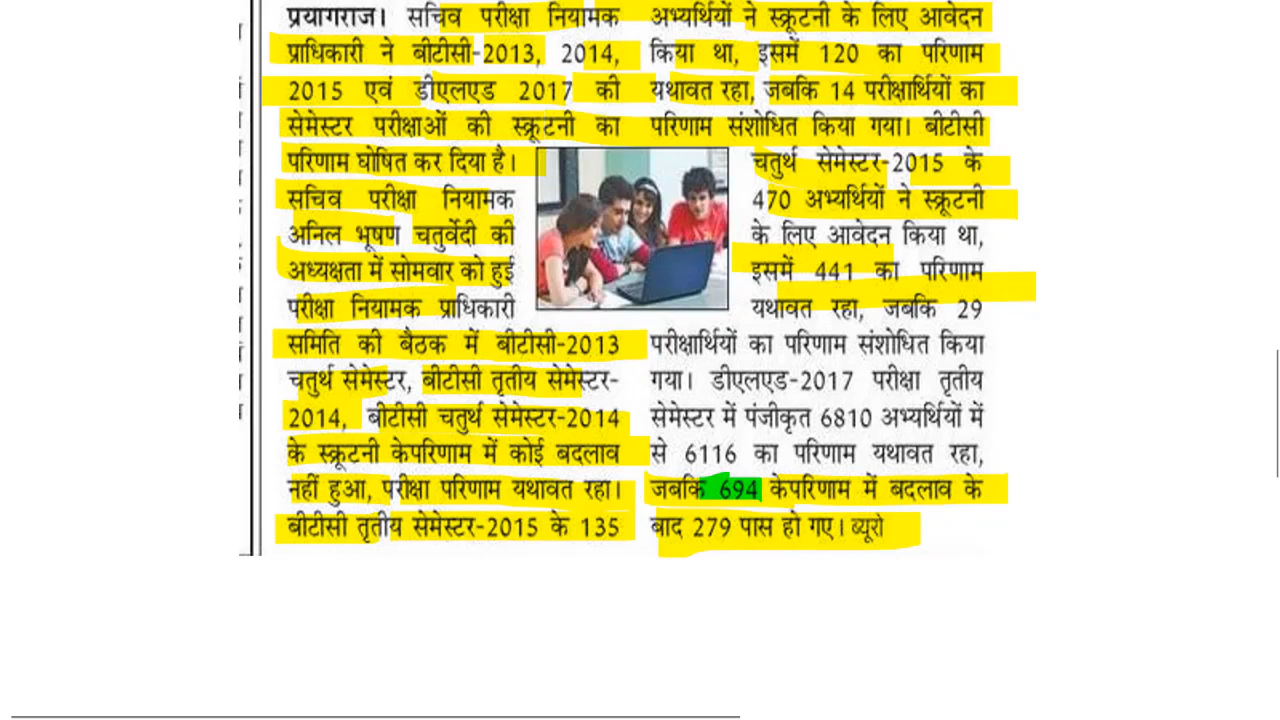 प्रयागराज। सचिव परीक्षा नियामक
प्राधिकारी ने बीटीसी-2013, 2014,
2015 एवं डीएलएड 2017 की
सेमेस्टर परीक्षाओं की स्क्रूटनी का
परिणाम घोषित कर दिया है।
सचिव परीक्षा नियामक
अनिल भूषण चतुर्वेदी की
अध्यक्षता में सोमवार को हुई
परीक्षा नियामक प्राधिकारी
समिति की बैठक में बीटीसी-2013
चतुर्थ सेमेस्टर, बीटीसी तृतीय सेमेस्टर-
2014, बीटीसी चतुर्थ सेमेस्टर-2014
के स्क्रूटनी केपरिणाम में कोई बदलाव
नहीं हुआ, परीक्षा परिणाम यथावत रहा।
बीटीसी तृतीय सेमेस्टर-2015 के 135
अभ्यर्थियों ने स्क्रूटनी के लिए आवेदन
किया था, इसमें 120 का परिणाम
यथावत रहा, जबकि 14 परीक्षार्थियों का
परिणाम संशोधित किया गया। बीटीसी
चतुर्थ सेमेस्टर-2015 के
470 अभ्यर्थियों ने स्क्रूटनी
के लिए आवेदन किया था,
इसमें 441 का परिणाम
यथावत रहा, जबकि 29
परीक्षार्थियों का परिणाम संशोधित किया
गया। डीएलएड-2017 परीक्षा तृतीय
सेमेस्टर में पंजीकृत 6810 अभ्यर्थियों में
से 6116 का परिणाम यथावत रहा,
जबकि 694 केपरिणाम में बदलाव के
बाद 279 पास हो गए। ब्यूरो